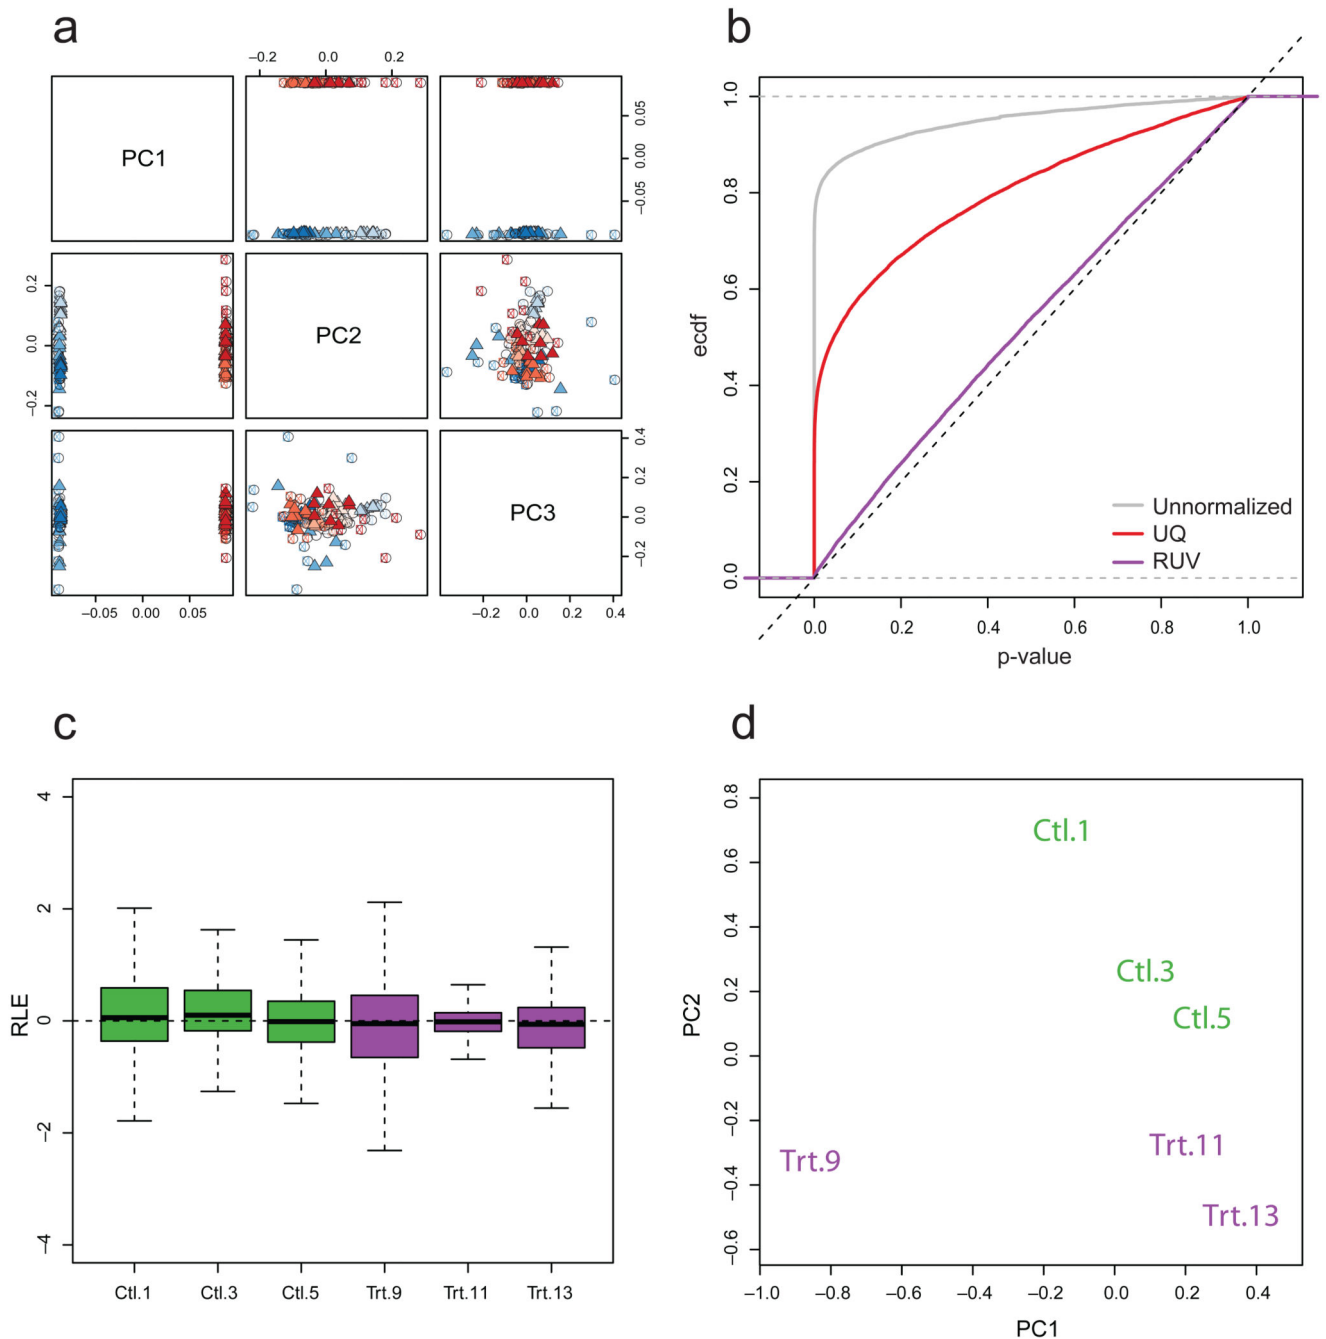 a
−0.2 0.0 0.2
PC1
−0.05 0.00 0.05
−0.2 0.0 0.2
PC2
PC3
−0.2 0.0 0.2 0.4
−0.05 0.00 0.05
−0.2 0.0 0.2 0.4
b
ecdf
0.0 0.2 0.4 0.6 0.8 1.0
Unnormalized
UQ
RUV
0.0 0.2 0.4 0.6 0.8 1.0
p-value
c
RLE
−4 −2 0 2 4
Ctl.1 Ctl.3 Ctl.5 Trt.9 Trt.11 Trt.13
d
PC2
−0.6 −0.4 −0.2 0.0 0.2 0.4 0.6 0.8
Ctl.1
Ctl.3
Ctl.5
Trt.11
Trt.9
Trt.13
−1.0 −0.8 −0.6 −0.4 −0.2 0.0 0.2 0.4
PC1